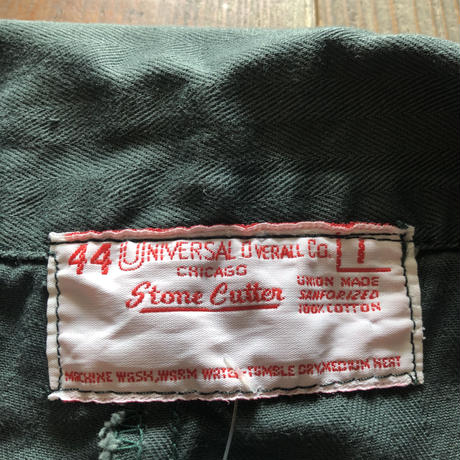 44 UNIVERSAL OVERALL CO.
CHICAGO
Stone Cutter
UNION MADE
SANFORIZED
100% COTTON
MACHINE WASH, WARM WATER-TUMBLE DRY, MEDIUM HEAT